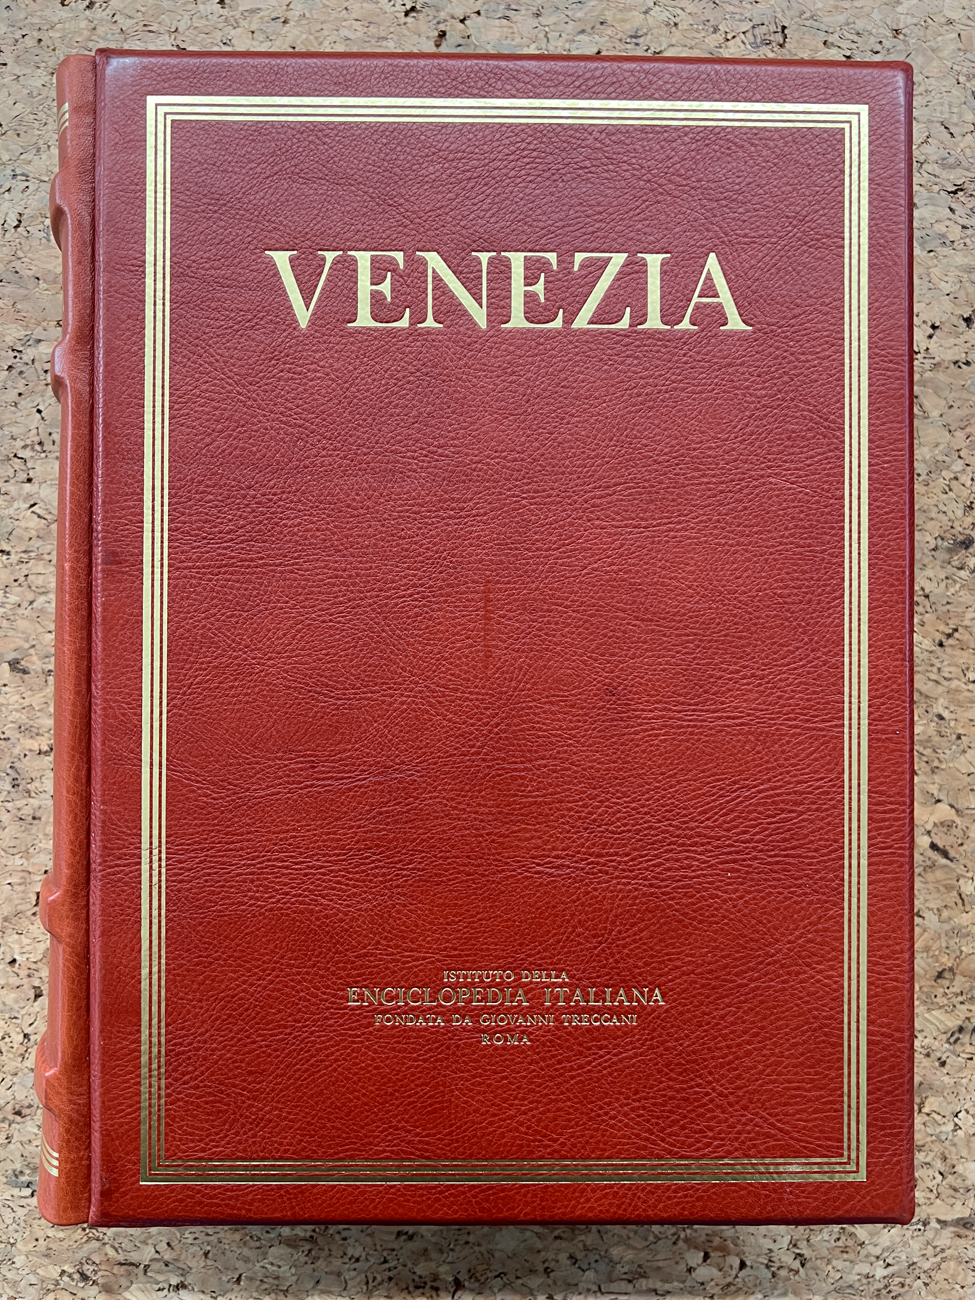 VENEZIA
ISTITUTO DELLA
ENCICLOPEDIA ITALIANA
FONDATA DA GIOVANNI TRECCANI
ROMA